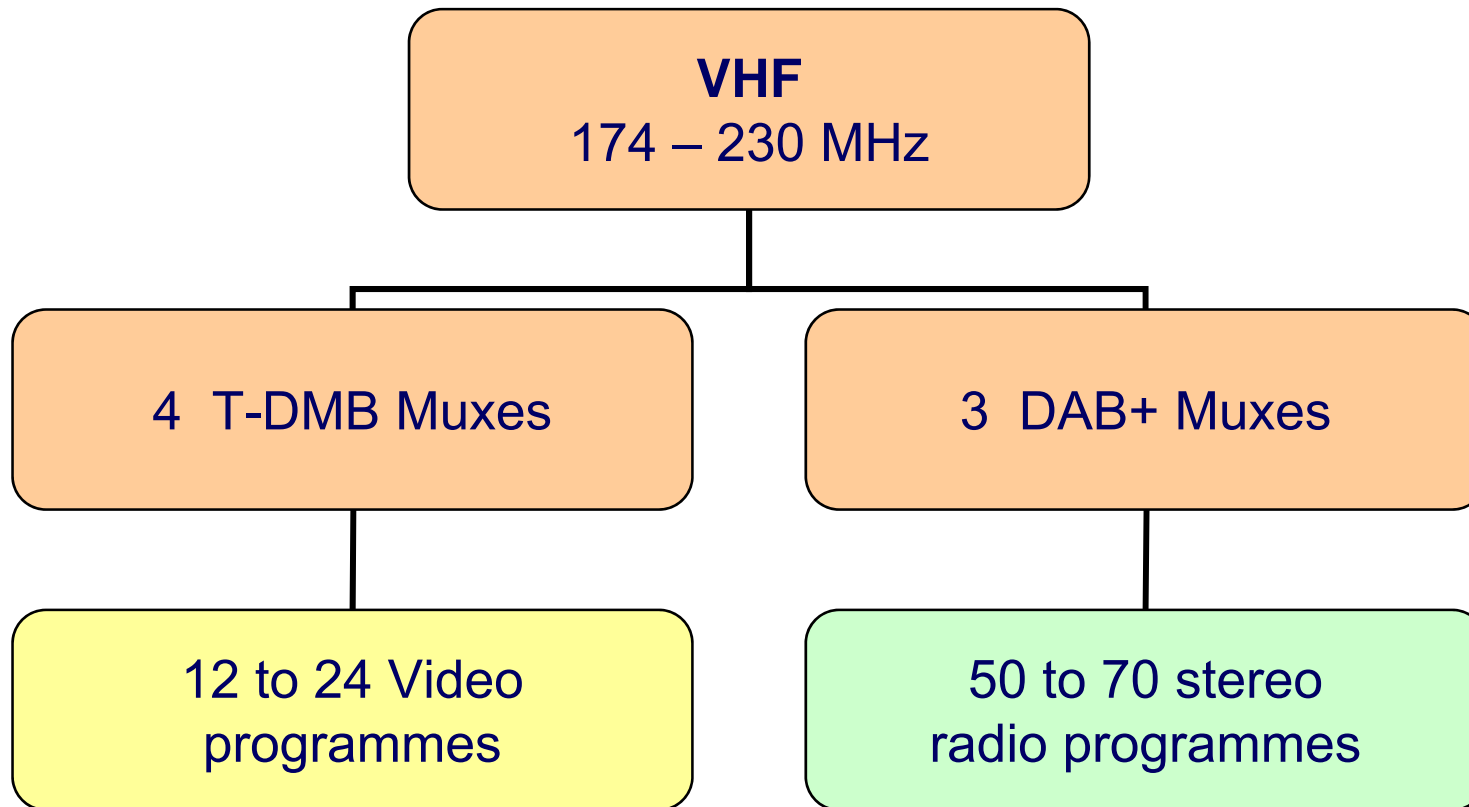 VHF
174 – 230 MHz
4  T-DMB Muxes
3  DAB+ Muxes
12 to 24 Video
programmes
50 to 70 stereo
radio programmes